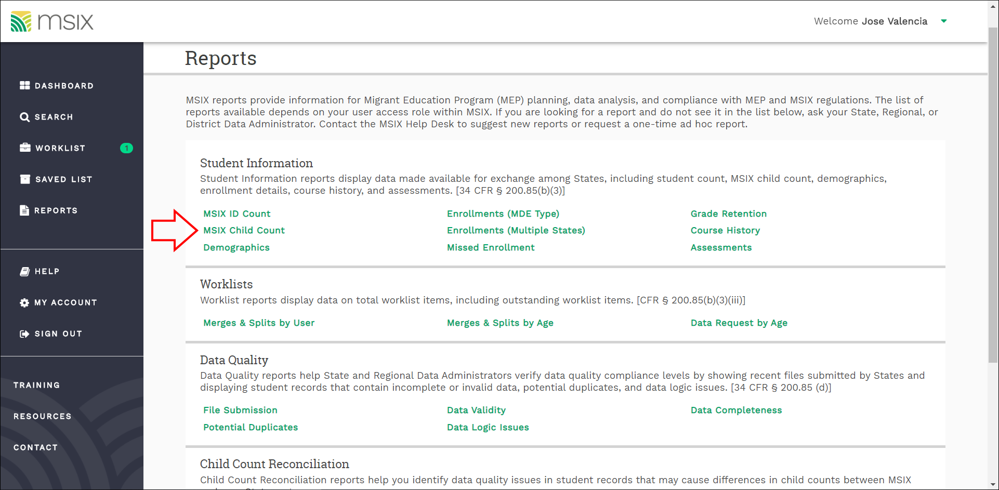 msix
Welcome Jose Valencia
DASHBOARD
SEARCH
WORKLIST 1
SAVED LIST
REPORTS
HELP
MY ACCOUNT
SIGN OUT
TRAINING
RESOURCES
CONTACT
Reports
MSIX reports provide information for Migrant Education Program (MEP) planning, data analysis, and compliance with MEP and MSIX regulations. The list of
reports available depends on your user access role within MSIX. If you are looking for a report and do not see it in the list below, ask your State, Regional, or
District Data Administrator. Contact the MSIX Help Desk to suggest new reports or request a one-time ad hoc report.
Student Information
Student Information reports display data made available for exchange among States, including student count, MSIX child count, demographics,
enrollment details, course history, and assessments. [34 CFR § 200.85(b)(3)]
MSIX ID Count Enrollments (MDE Type) Grade Retention
MSIX Child Count Enrollments (Multiple States) Course History
Demographics Missed Enrollment Assessments
Worklists
Worklist reports display data on total worklist items, including outstanding worklist items. [CFR § 200.85(b)(3)(iii)]
Merges & Splits by User Merges & Splits by Age Data Request by Age
Data Quality
Data Quality reports help State and Regional Data Administrators verify data quality compliance levels by showing recent files submitted by States and
displaying student records that contain incomplete or invalid data, potential duplicates, and data logic issues. [34 CFR § 200.85 (d)]
File Submission Data Validity Data Completeness
Potential Duplicates Data Logic Issues
Child Count Reconciliation
Child Count Reconciliation reports help you identify data quality issues in student records that may cause differences in child counts between MSIX